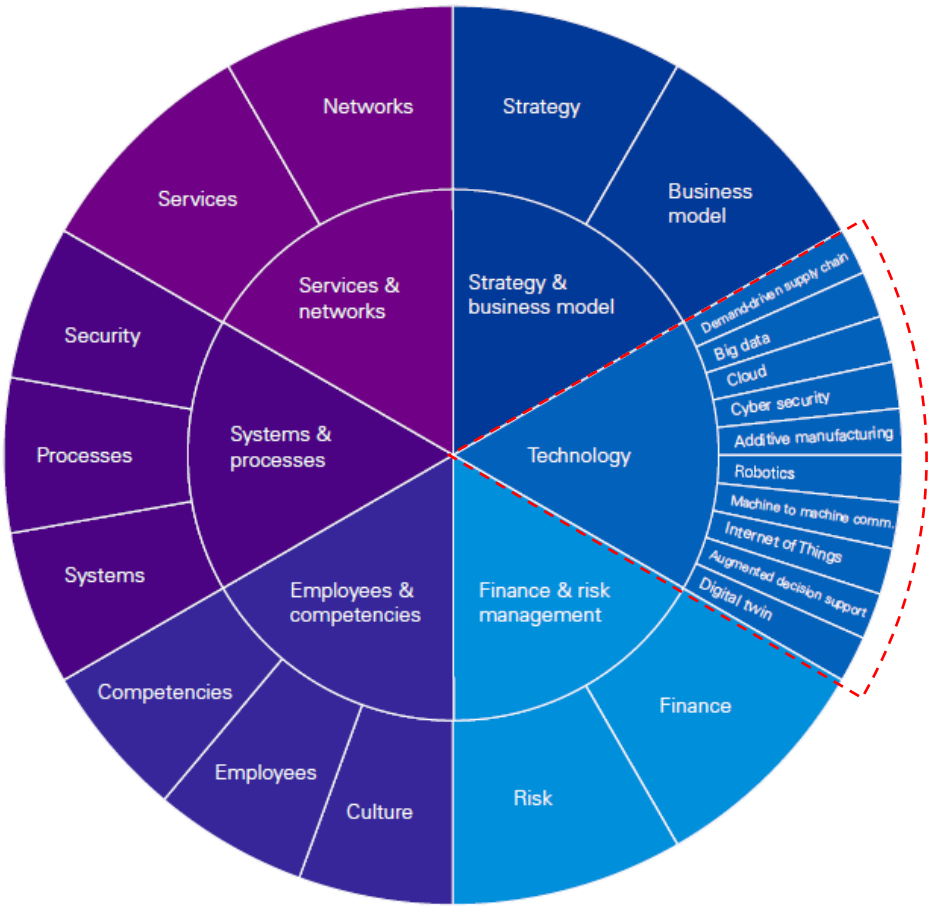 Networks
Strategy
Services
Business
model
Services &
networks
Strategy &
business model
Demand-driven supply chain
Big data
Cloud
Cyber security
Additive manufacturing
Robotics
Machine to machine comm.
Internet of Things
Augmented decision support
Digital twin
Technology
Security
Processes
Systems
Systems &
processes
Employees &
competencies
Finance & risk
management
Competencies
Employees
Culture
Risk
Finance